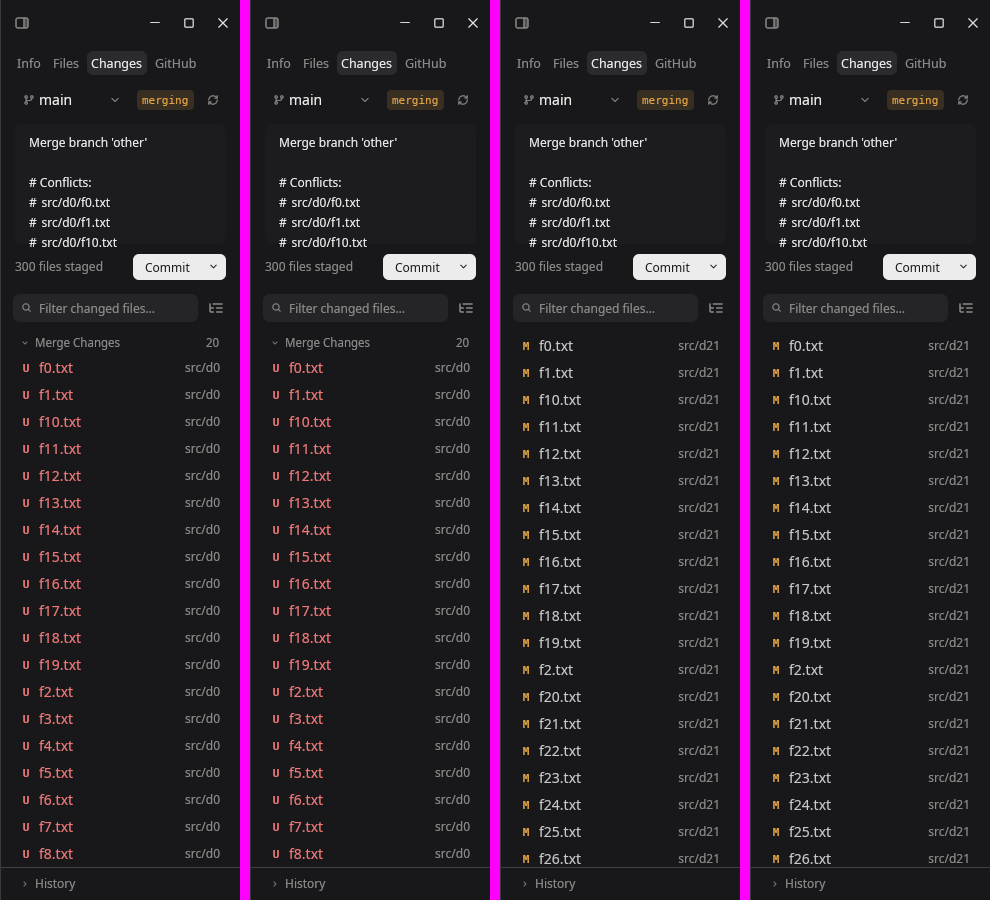 Info Files Changes GitHub
main merging
Merge branch 'other'
# Conflicts:
# src/d0/f0.txt
# src/d0/f1.txt
# src/d0/f10.txt
300 files staged Commit
Filter changed files...
Merge Changes 20
U f0.txt src/d0
U f1.txt src/d0
U f10.txt src/d0
U f11.txt src/d0
U f12.txt src/d0
U f13.txt src/d0
U f14.txt src/d0
U f15.txt src/d0
U f16.txt src/d0
U f17.txt src/d0
U f18.txt src/d0
U f19.txt src/d0
U f2.txt src/d0
U f3.txt src/d0
U f4.txt src/d0
U f5.txt src/d0
U f6.txt src/d0
U f7.txt src/d0
U f8.txt src/d0
History
Info Files Changes GitHub
main merging
Merge branch 'other'
# Conflicts:
# src/d0/f0.txt
# src/d0/f1.txt
# src/d0/f10.txt
300 files staged Commit
Filter changed files...
Merge Changes 20
U f0.txt src/d0
U f1.txt src/d0
U f10.txt src/d0
U f11.txt src/d0
U f12.txt src/d0
U f13.txt src/d0
U f14.txt src/d0
U f15.txt src/d0
U f16.txt src/d0
U f17.txt src/d0
U f18.txt src/d0
U f19.txt src/d0
U f2.txt src/d0
U f3.txt src/d0
U f4.txt src/d0
U f5.txt src/d0
U f6.txt src/d0
U f7.txt src/d0
U f8.txt src/d0
History
Info Files Changes GitHub
main merging
Merge branch 'other'
# Conflicts:
# src/d0/f0.txt
# src/d0/f1.txt
# src/d0/f10.txt
300 files staged Commit
Filter changed files...
M f0.txt src/d21
M f1.txt src/d21
M f10.txt src/d21
M f11.txt src/d21
M f12.txt src/d21
M f13.txt src/d21
M f14.txt src/d21
M f15.txt src/d21
M f16.txt src/d21
M f17.txt src/d21
M f18.txt src/d21
M f19.txt src/d21
M f2.txt src/d21
M f20.txt src/d21
M f21.txt src/d21
M f22.txt src/d21
M f23.txt src/d21
M f24.txt src/d21
M f25.txt src/d21
M f26.txt src/d21
History
Info Files Changes GitHub
main merging
Merge branch 'other'
# Conflicts:
# src/d0/f0.txt
# src/d0/f1.txt
# src/d0/f10.txt
300 files staged Commit
Filter changed files...
M f0.txt src/d21
M f1.txt src/d21
M f10.txt src/d21
M f11.txt src/d21
M f12.txt src/d21
M f13.txt src/d21
M f14.txt src/d21
M f15.txt src/d21
M f16.txt src/d21
M f17.txt src/d21
M f18.txt src/d21
M f19.txt src/d21
M f2.txt src/d21
M f20.txt src/d21
M f21.txt src/d21
M f22.txt src/d21
M f23.txt src/d21
M f24.txt src/d21
M f25.txt src/d21
M f26.txt src/d21
History